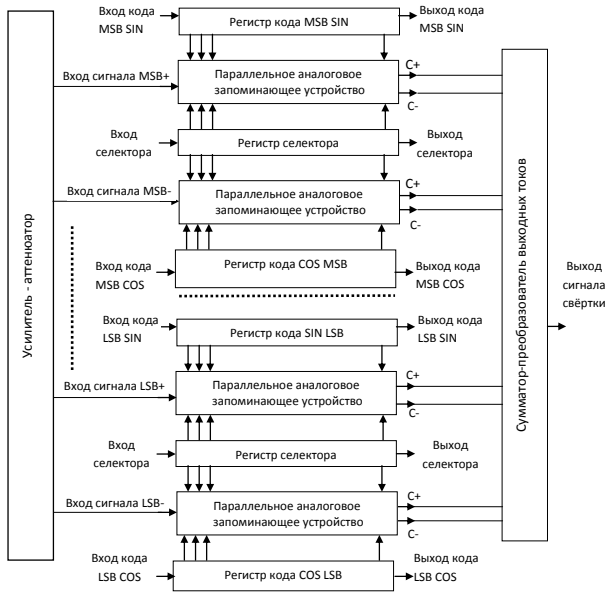 Вход кода
MSB SIN
Регистр кода MSB SIN
Выход кода
MSB SIN
Вход сигнала MSB+
Параллельное аналоговое
запоминающее устройство
C+
C-
Вход
селектора
Регистр селектора
Выход
селектора
Вход сигнала MSB-
Параллельное аналоговое
запоминающее устройство
C+
C-
Вход кода
MSB COS
Регистр кода COS MSB
Выход кода
MSB COS
Усилитель - аттенюатор
Сумматор-преобразователь выходных токов
Выход
сигнала
свёртки
Вход кода
LSB SIN
Регистр кода SIN LSB
Выход кода
LSB SIN
Вход сигнала LSB+
Параллельное аналоговое
запоминающее устройство
C+
C-
Вход
селектора
Регистр селектора
Выход
селектора
Вход сигнала LSB-
Параллельное аналоговое
запоминающее устройство
C+
C-
Вход кода
LSB COS
Регистр кода COS LSB
Выход кода
LSB COS